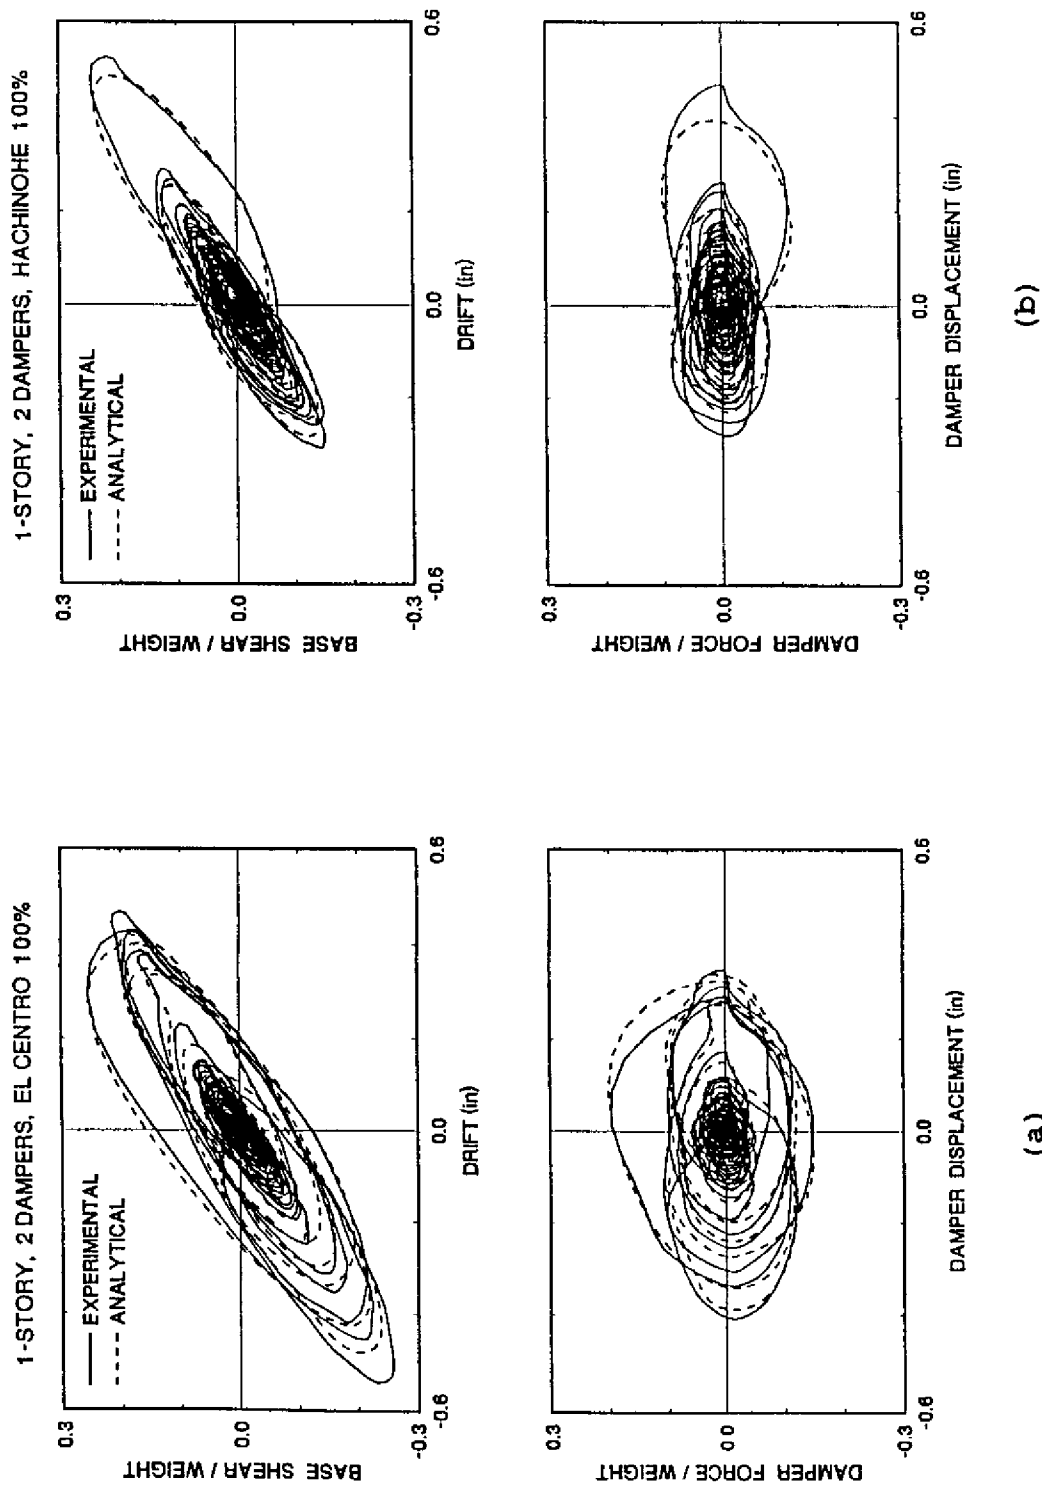 1-STORY, 2 DAMPERS, EL CENTRO 100%
EXPERIMENTAL
ANALYTICAL
BASE SHEAR / WEIGHT
0.3
0.0
-0.3
-0.6
0.0
0.6
DRIFT (in)
DAMPER FORCE / WEIGHT
0.3
0.0
-0.3
-0.6
0.0
0.6
DAMPER DISPLACEMENT (in)
(a)
1-STORY, 2 DAMPERS, HACHINOHE 100%
EXPERIMENTAL
ANALYTICAL
BASE SHEAR / WEIGHT
0.3
0.0
-0.3
-0.6
0.0
0.6
DRIFT (in)
DAMPER FORCE / WEIGHT
0.3
0.0
-0.3
-0.6
0.0
0.6
DAMPER DISPLACEMENT (in)
(b)